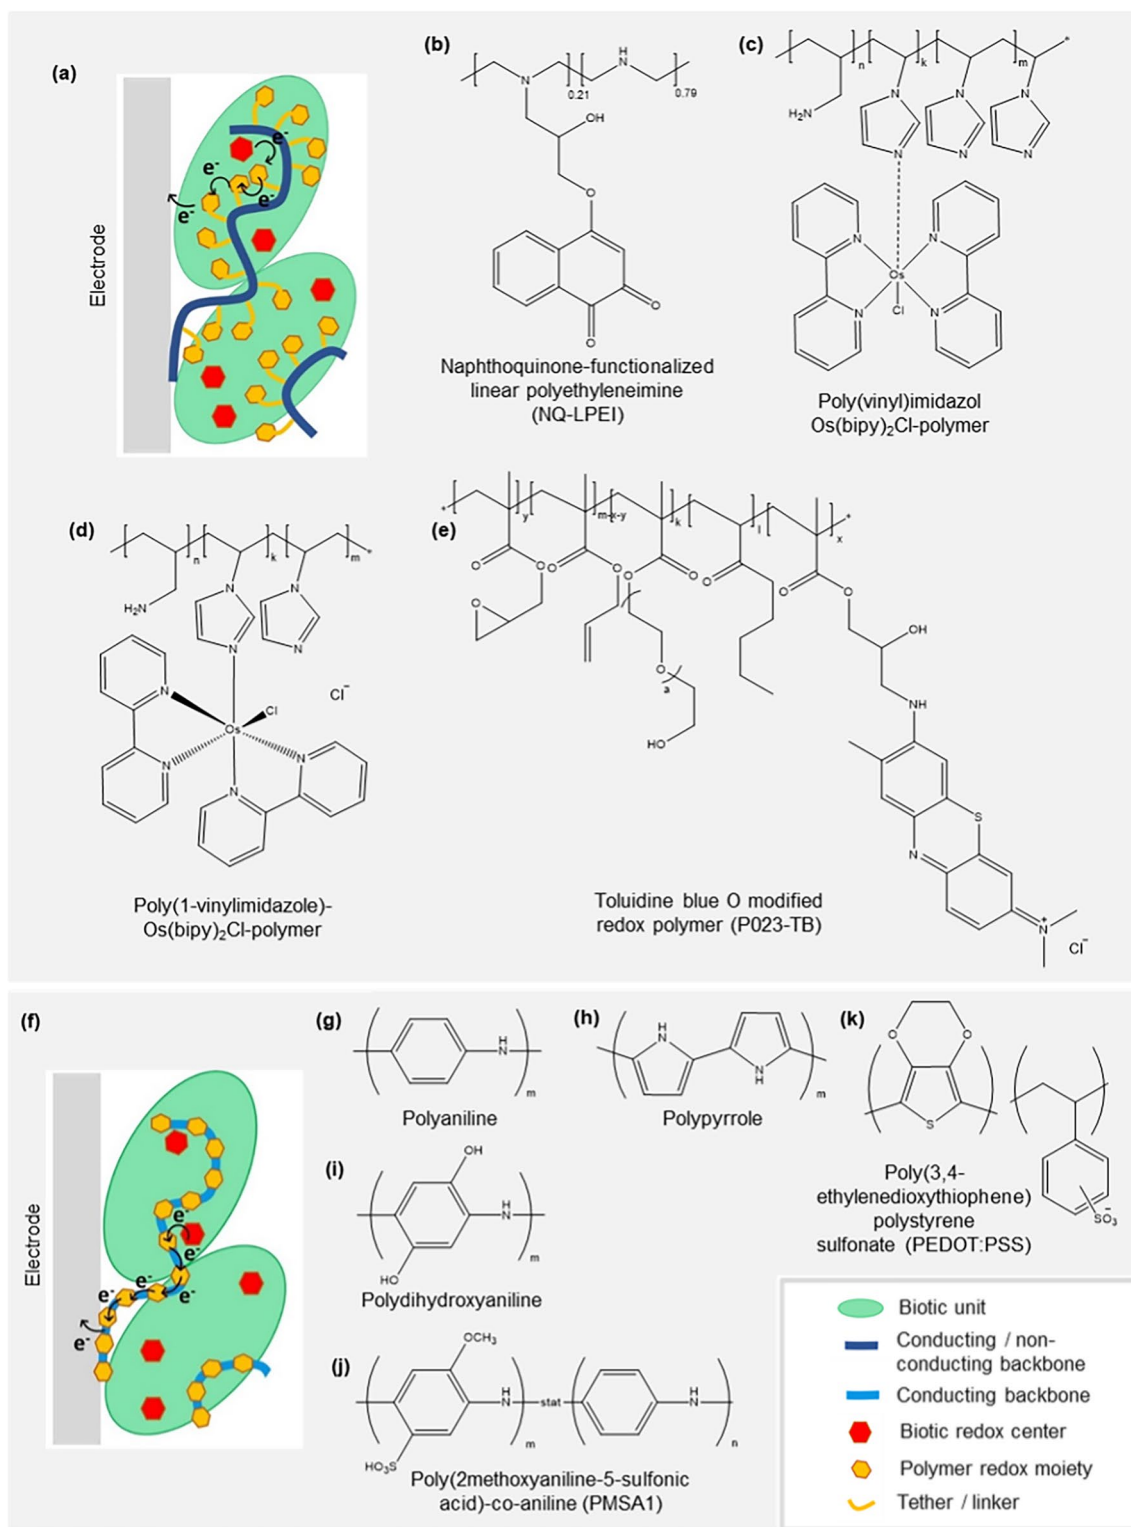 (a)
Electrode
e-
e-
e-
e-
(b)
N
H
N
0.21
0.79
OH
O
O
O
Naphthoquinone-functionalized
linear polyethyleneimine
(NQ-LPEI)
(c)
n
k
m
*
*
H₂N
N
N
N
N
N
N
N
N
N
N
Os
Cl
Poly(vinyl)imidazol
Os(bipy)₂Cl-polymer
(d)
n
k
m
*
*
H₂N
N
N
N
N
N
N
N
N
Os
Cl
Cl⁻
Poly(1-vinylimidazole)-
Os(bipy)₂Cl-polymer
(e)
*
y
m-x-y
k
l
x
*
O
O
O
O
O
O
O
O
O
O
O
a
HO
OH
NH
S
N
N⁺
Cl⁻
Toluidine blue O modified
redox polymer (P023-TB)
(f)
Electrode
e-
e-
e-
e-
e-
e-
(g)
H
N
m
Polyaniline
(h)
H
N
N
H
m
Polypyrrole
(i)
OH
H
N
HO
m
Polydihydroxyaniline
(j)
OCH₃
H
N
HO₃S
m
stat
H
N
n
Poly(2methoxyaniline-5-sulfonic
acid)-co-aniline (PMSA1)
(k)
O
O
S
SO₃⁻
Poly(3,4-
ethylenedioxythiophene)
polystyrene
sulfonate (PEDOT:PSS)
Biotic unit
Conducting / non-
conducting backbone
Conducting backbone
Biotic redox center
Polymer redox moiety
Tether / linker